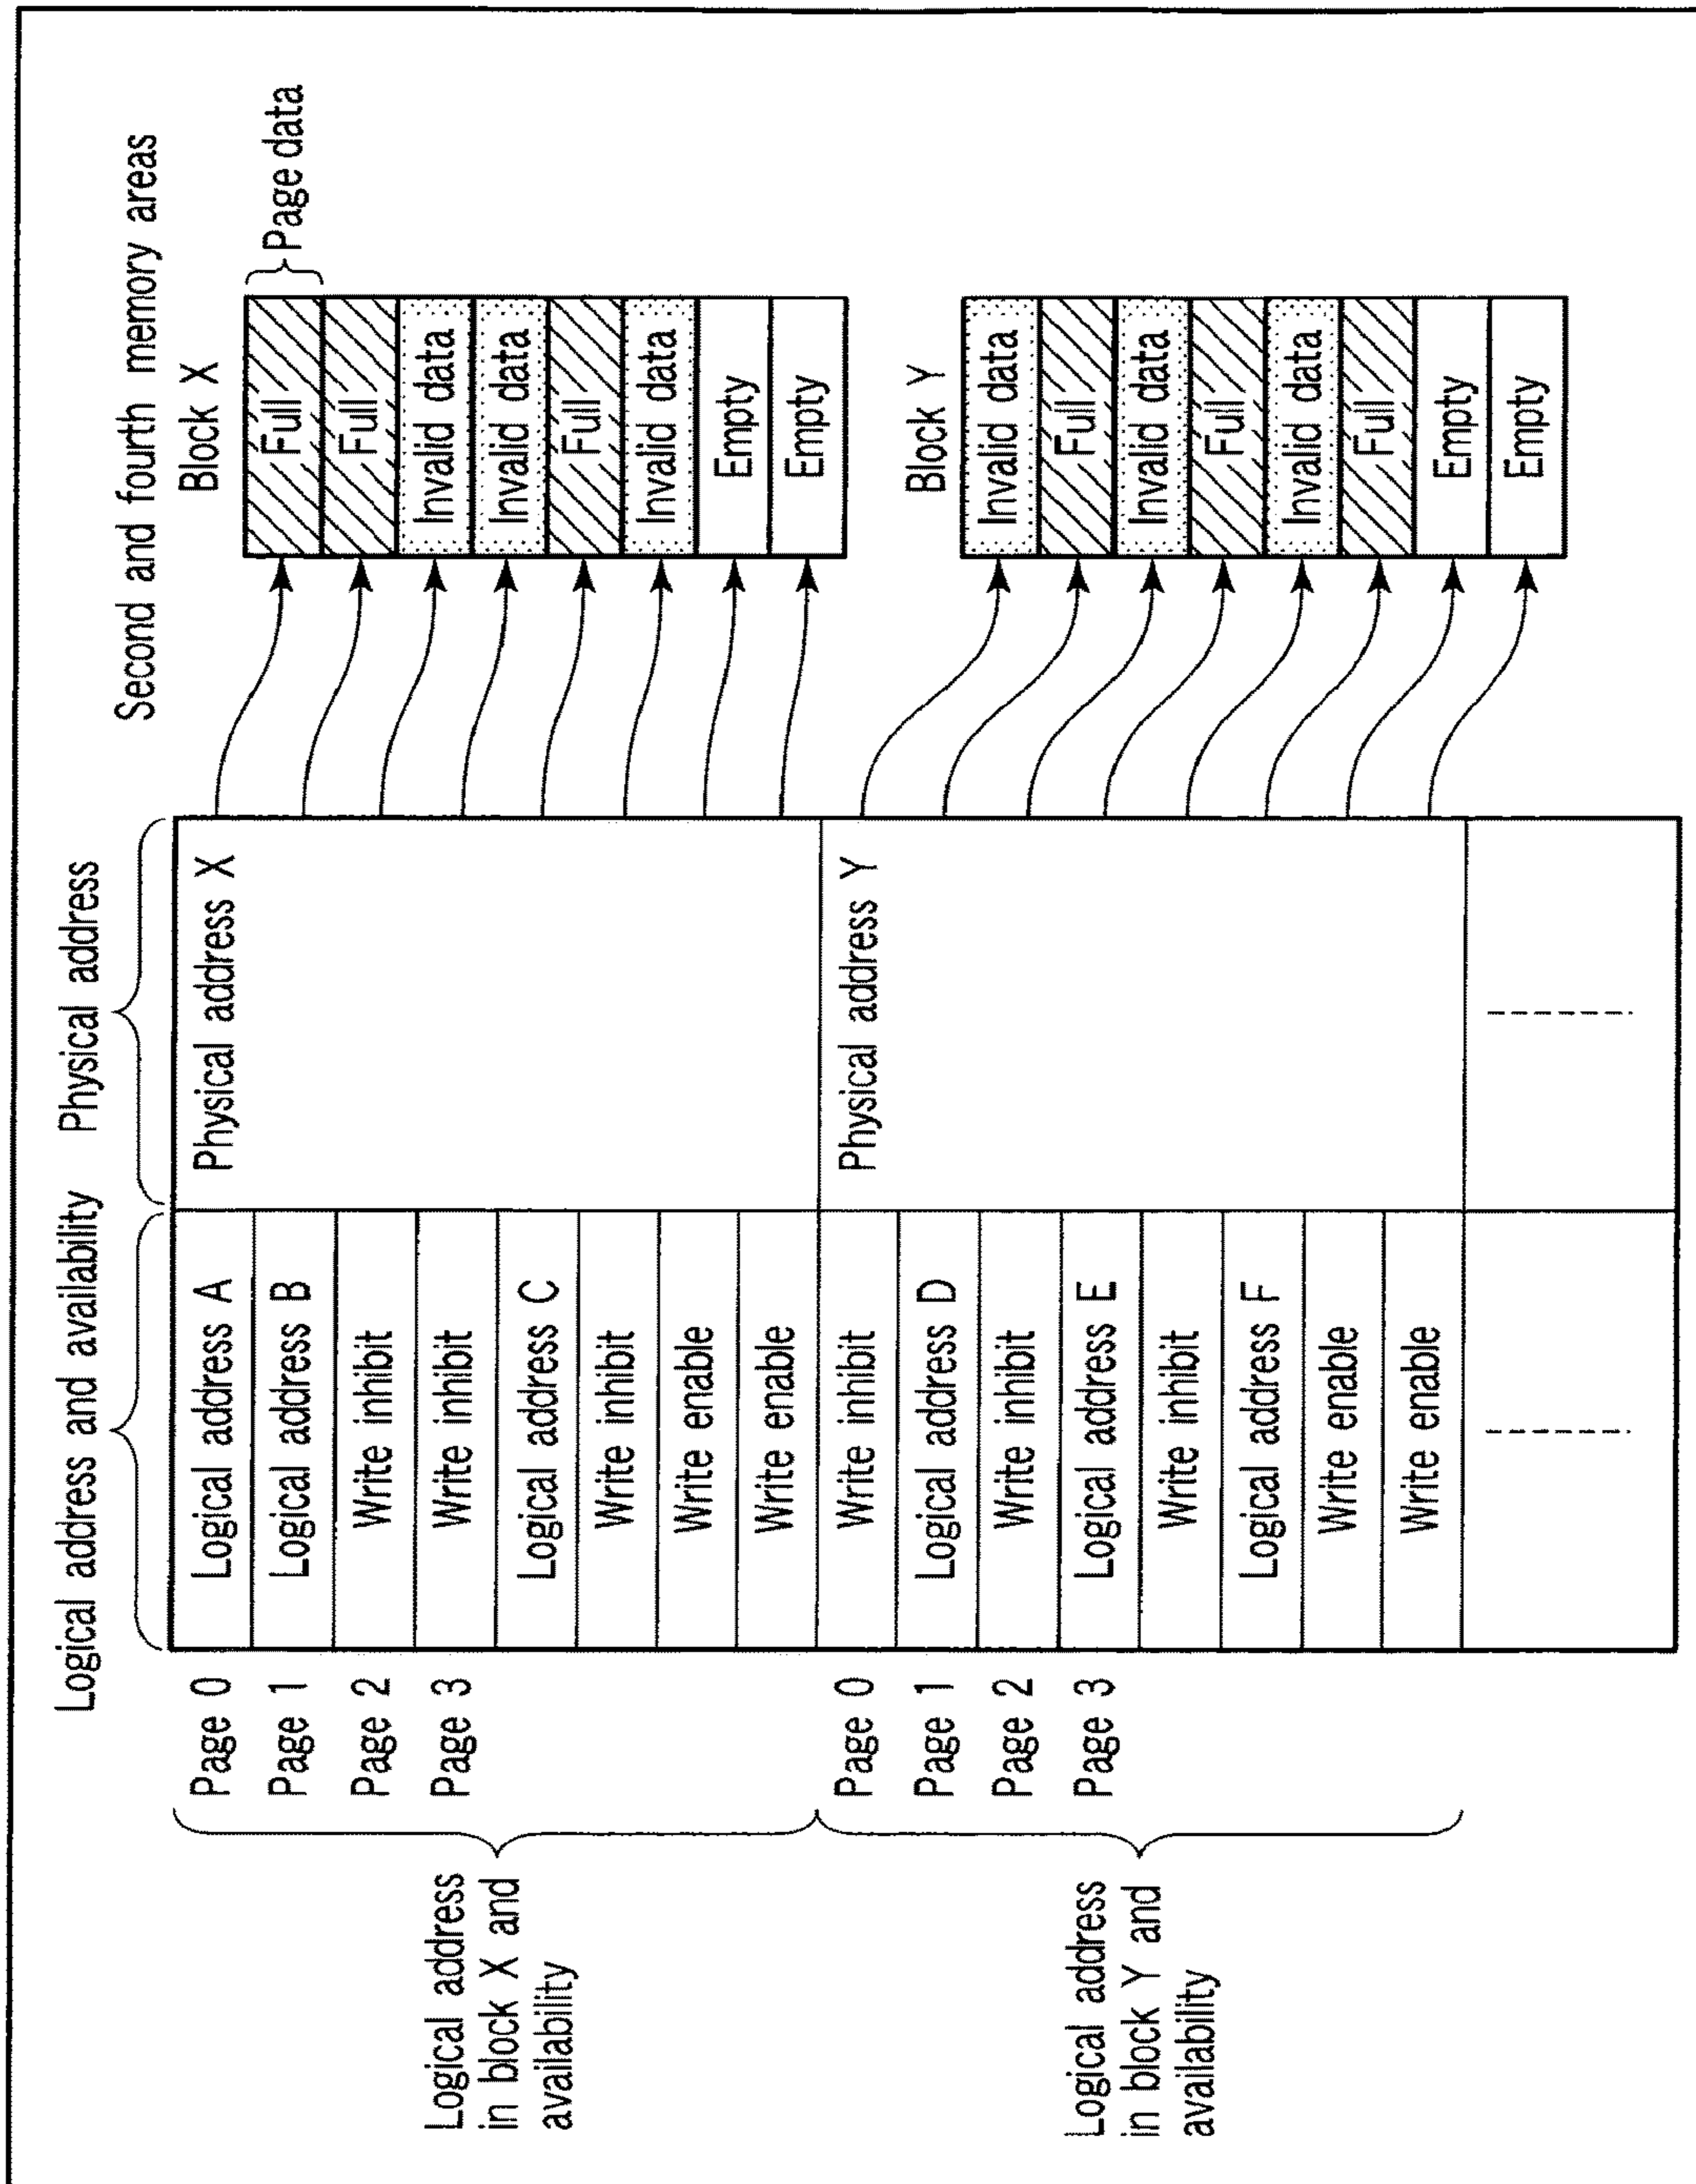 Logical address and availability
Physical address
Second and fourth memory areas
Logical address
in block X and
availability
Page 0
Page 1
Page 2
Page 3
Logical address A
Logical address B
Write inhibit
Write inhibit
Logical address C
Write inhibit
Write enable
Write enable
Physical address X
Block X
Full
Full
Invalid data
Invalid data
Full
Invalid data
Empty
Empty
Page data
Logical address
in block Y and
availability
Page 0
Page 1
Page 2
Page 3
Write inhibit
Logical address D
Write inhibit
Logical address E
Write inhibit
Logical address F
Write enable
Write enable
Physical address Y
Block Y
Invalid data
Full
Invalid data
Full
Invalid data
Full
Empty
Empty